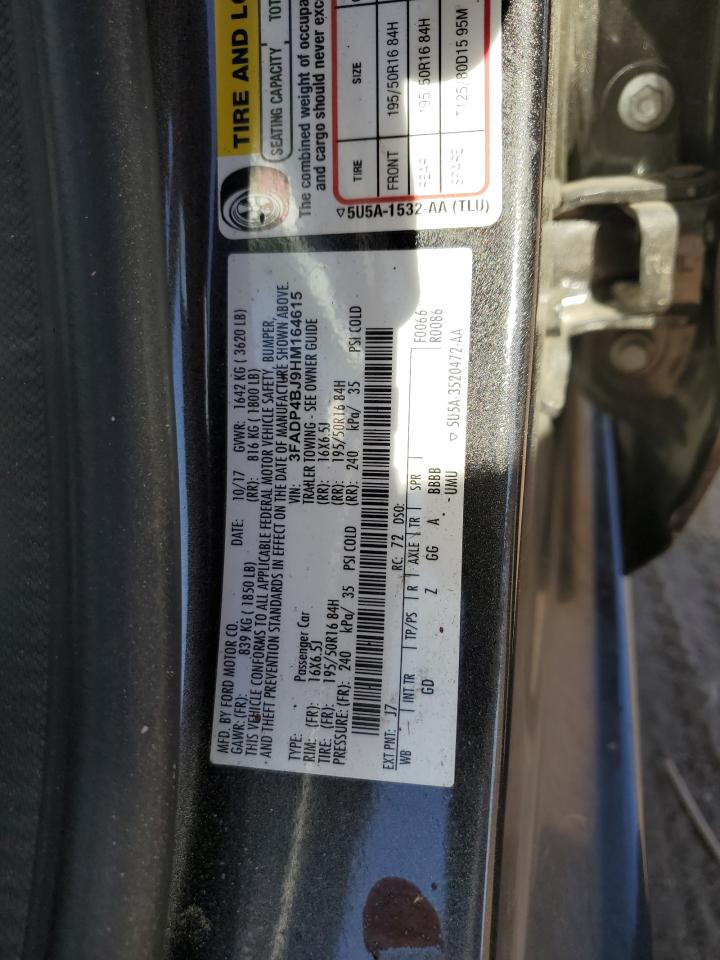 TIRE AND LO
SEATING CAPACITY TOT
The combined weight of occupa
and cargo should never exc
TIRE SIZE
FRONT 195/50R16 84H
REAR 195/50R16 84H
SPARE T125/80D15 95M
5U5A-1532-AA (TLU)
MFD. BY FORD MOTOR CO. DATE: 10/17 GVWR: 1642 KG ( 3620 LB)
GAWR: (FR): 839 KG ( 1850 LB) (RR): 816 KG ( 1800 LB)
THIS VEHICLE CONFORMS TO ALL APPLICABLE FEDERAL MOTOR VEHICLE SAFETY, BUMPER,
AND THEFT PREVENTION STANDARDS IN EFFECT ON THE DATE OF MANUFACTURE SHOWN ABOVE.
VIN: 3FADP4BJ9HM164615
TYPE: Passenger Car TRAILER TOWING - SEE OWNER GUIDE
RIM: (FR): 16X6.5J (RR): 16X6.5J
TIRE: (FR): 195/50R16 84H (RR): 195/50R16 84H
PRESSURE: (FR): 240 kPa/ 35 PSI COLD (RR): 240 kPa/ 35 PSI COLD
EXT PNT: J7 RC: 72 DSO: F0066
WB INT TR TP/PS R AXLE TR SPR R0086
GD Z GG A BBBB
UMU 5U5A-3520472-AA